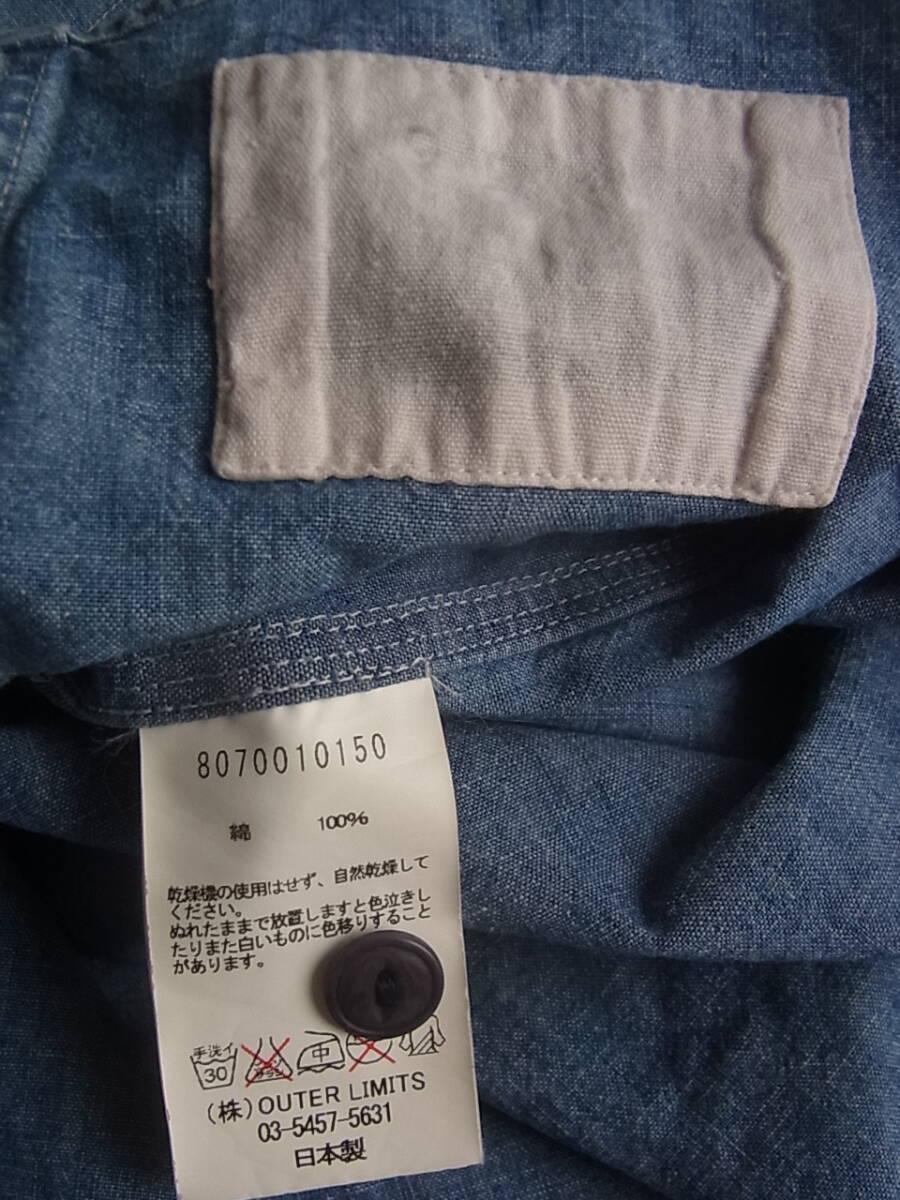 8070010150
綿 100%
乾燥機の使用はせず、自然乾燥して
ください。
ぬれたままで放置しますと色泣きし
たりまた白いものに色移りすること
があります。
手洗イ 中
30
(株)OUTER LIMITS
03-5457-5631
日本製